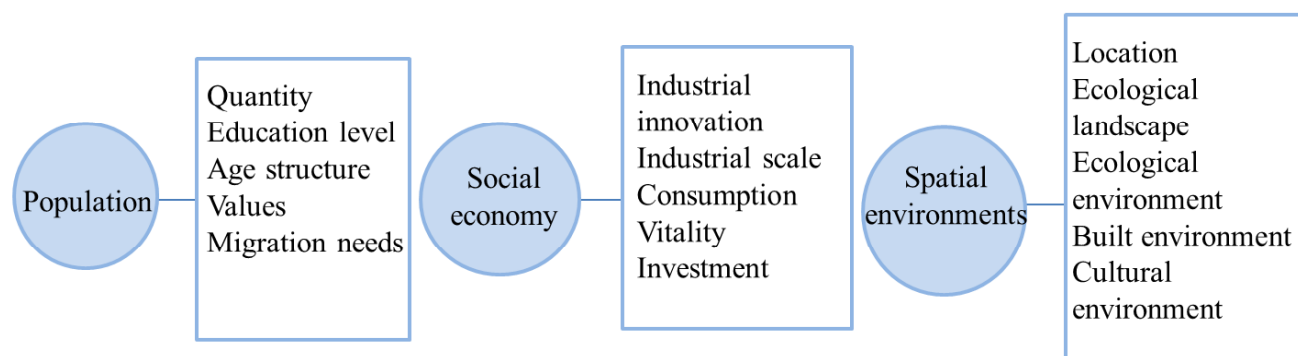 Population
Quantity
Education level
Age structure
Values
Migration needs
Social
economy
Industrial
innovation
Industrial scale
Consumption
Vitality
Investment
Spatial
environments
Location
Ecological
landscape
Ecological
environment
Built environment
Cultural
environment